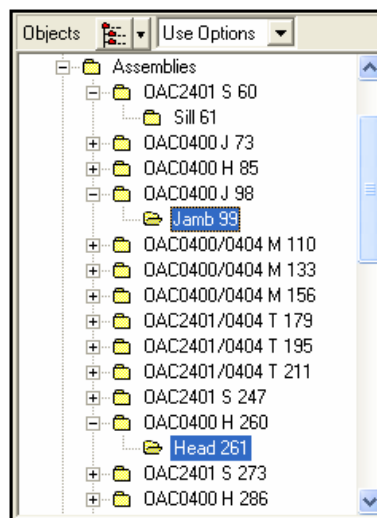 Objects Use Options
Assemblies
OAC2401 S 60
Sill 61
OAC0400 J 73
OAC0400 H 85
OAC0400 J 98
Jamb 99
OAC0400/0404 M 110
OAC0400/0404 M 133
OAC0400/0404 M 156
OAC2401/0404 T 179
OAC2401/0404 T 195
OAC2401/0404 T 211
OAC2401 S 247
OAC0400 H 260
Head 261
OAC2401 S 273
OAC0400 H 286